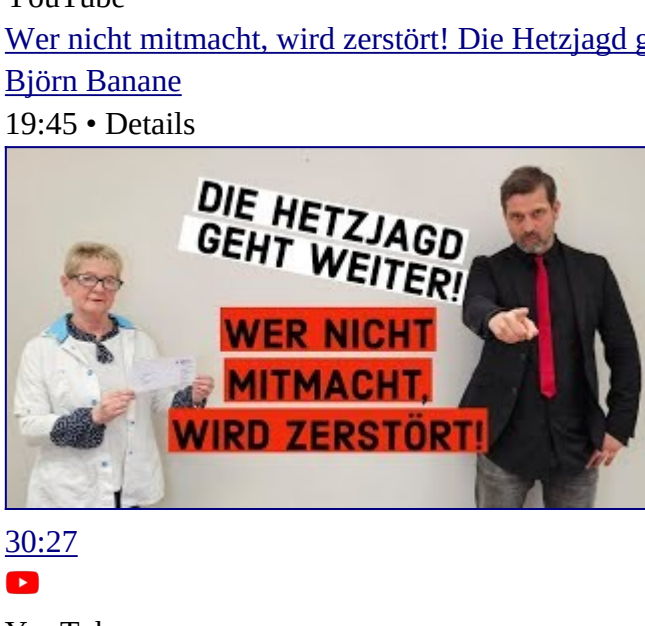 YouTube
Wer nicht mitmacht, wird zerstört! Die Hetzjagd g
Björn Banane
19:45 • Details
DIE HETZJAGD
GEHT WEITER!
WER NICHT
MITMACHT,
WIRD ZERSTÖRT!
30:27